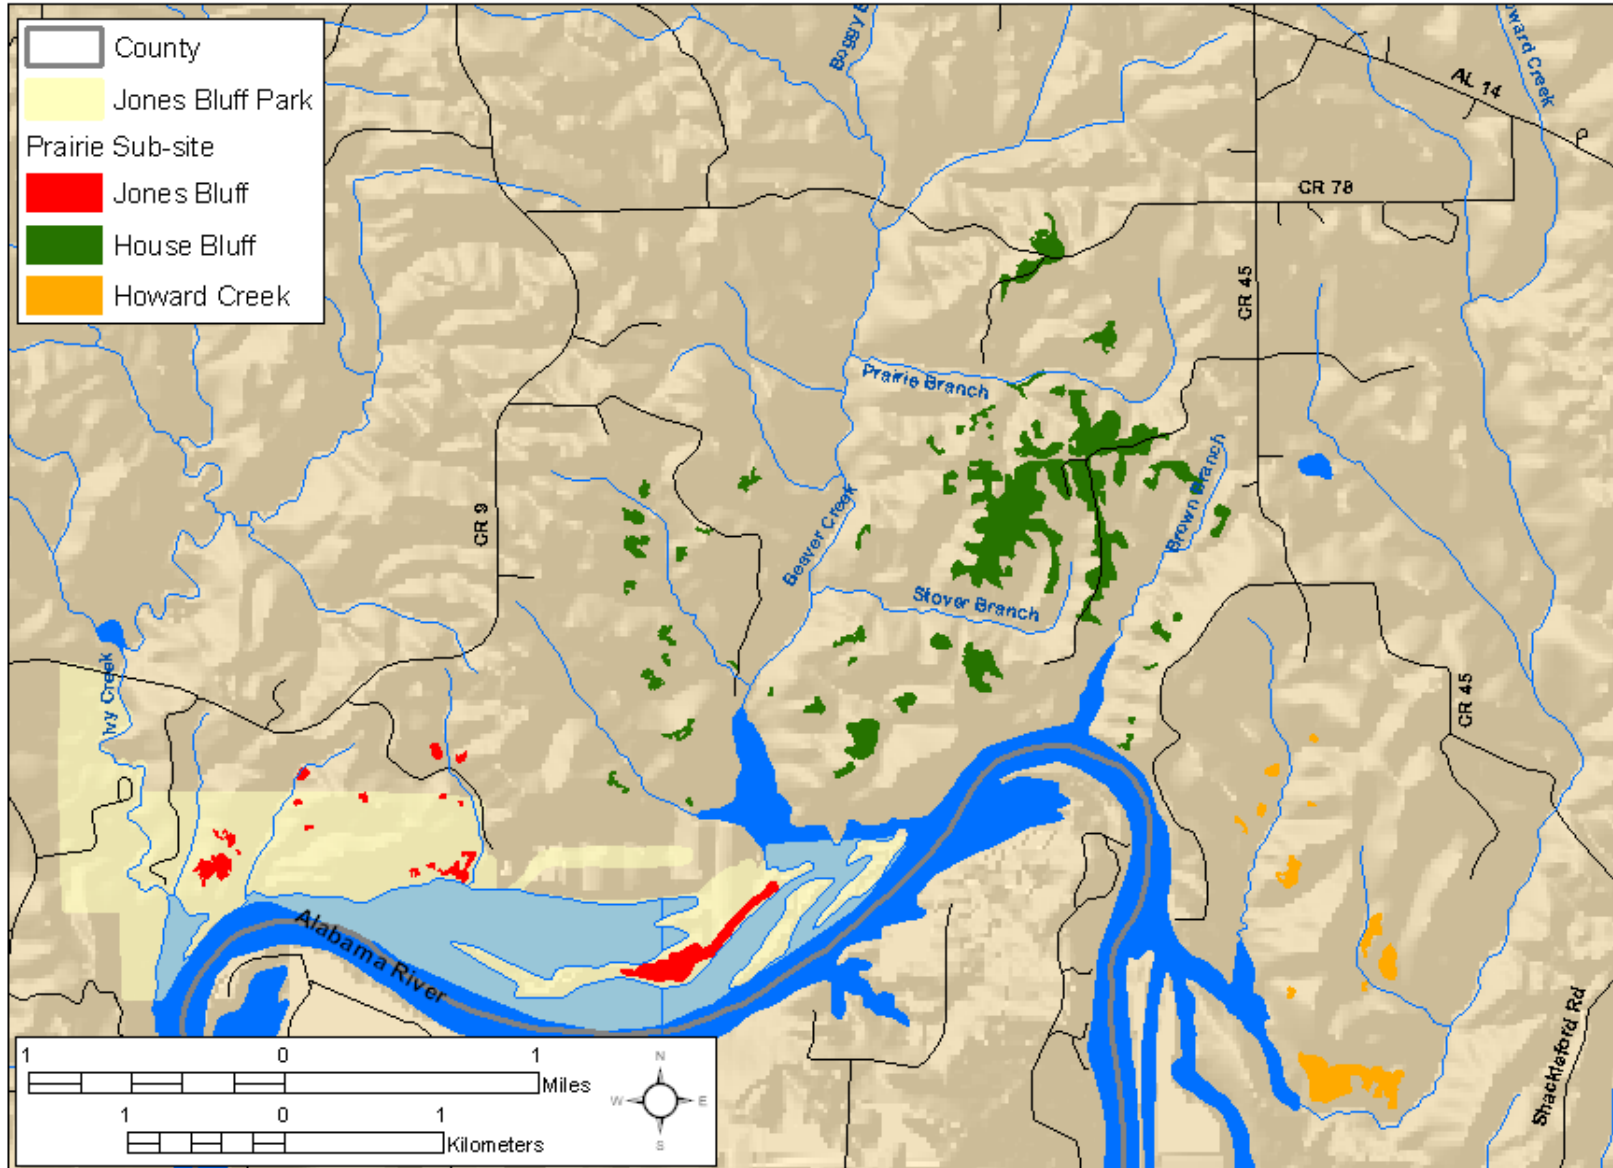 County
Jones Bluff Park
Prairie Sub-site
Jones Bluff
House Bluff
Howard Creek
AL 14
CR 78
CR 45
Prairie Branch
Brown Branch
Beaver Creek
CR 9
Stover Branch
Ivy Creek
CR 45
Alabama River
Shackleford Rd
1 0 1
Miles
1 0 1
Kilometers
N
W E
S
Creek